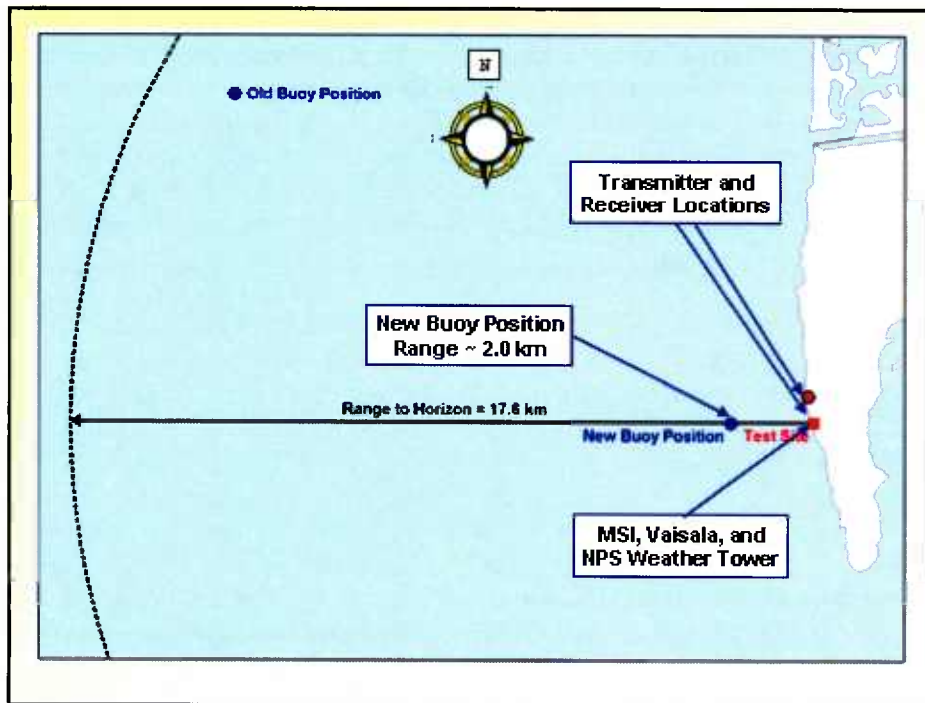 N
Old Buoy Position
Transmitter and
Receiver Locations
New Buoy Position
Range ~ 2.0 km
Range to Horizon = 17.6 km
New Buoy Position
Test Site
MSI, Vaisala, and
NPS Weather Tower